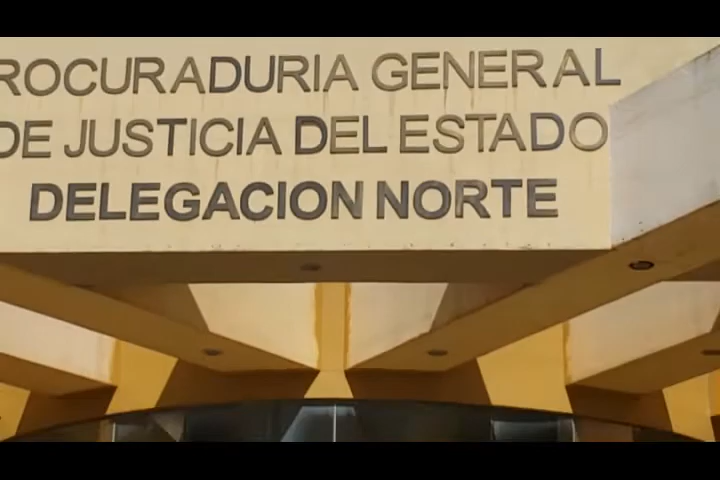 ROCURADURIA GENERAL
DE JUSTICIA DEL ESTADO
DELEGACION NORTE